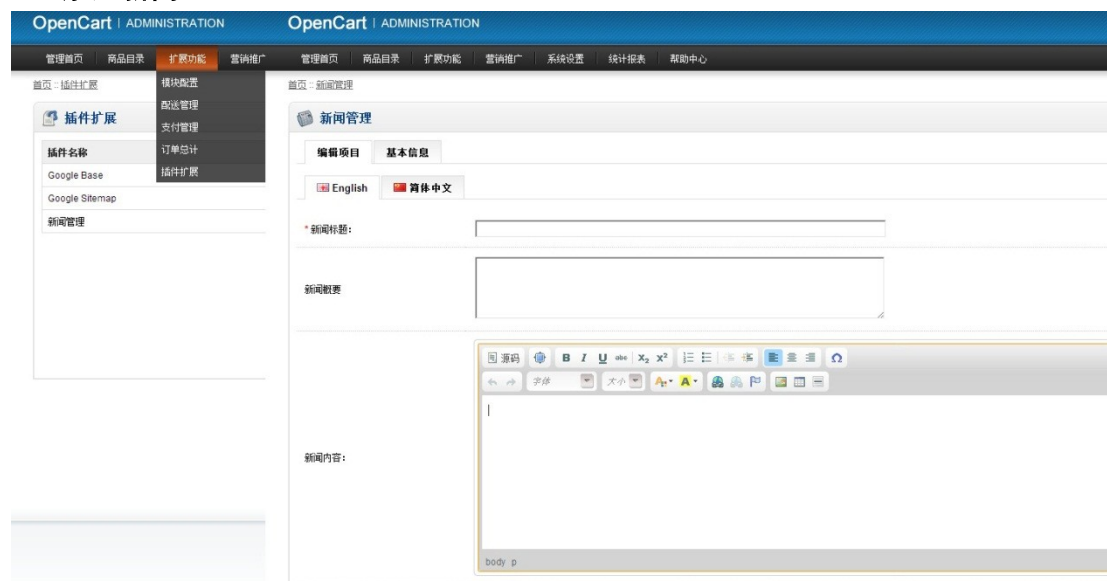 OpenCart | ADMINISTRATION
管理首页 商品目录 扩展功能 营销推广
首页 :: 插件扩展
模块配置
配送管理
支付管理
订单总计
插件扩展
插件扩展
插件名称
Google Base
Google Sitemap
新闻管理
OpenCart | ADMINISTRATION
管理首页 商品目录 扩展功能 营销推广 系统设置 统计报表 帮助中心
首页 :: 新闻管理
新闻管理
编辑项目 基本信息
English 简体中文
* 新闻标题:
新闻概要
源码 B I U abc X₂ X² Ω
字体 大小 A A
新闻内容:
body p